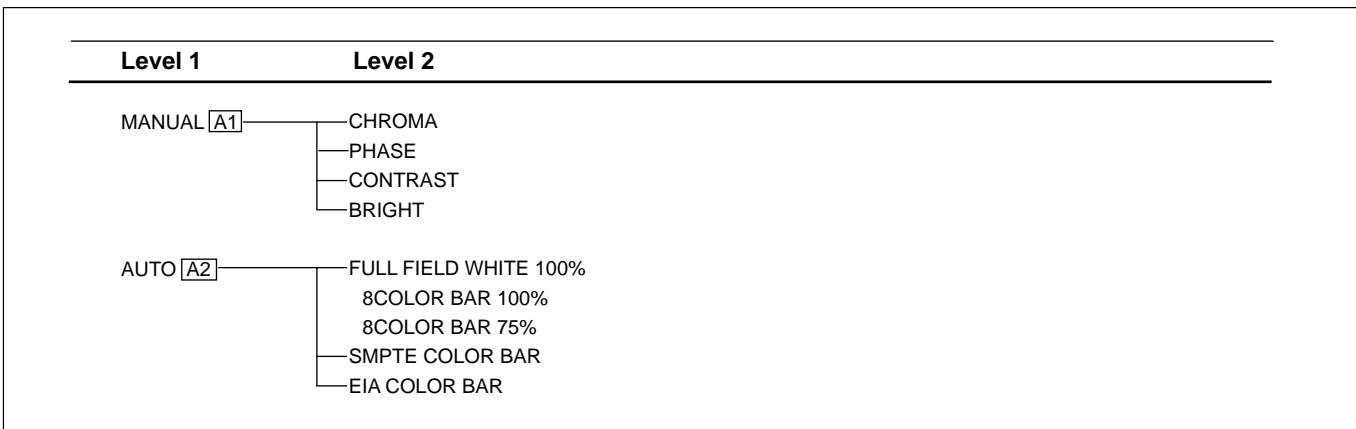 Level 1 Level 2
MANUAL A1 CHROMA
PHASE
CONTRAST
BRIGHT
AUTO A2 FULL FIELD WHITE 100%
8COLOR BAR 100%
8COLOR BAR 75%
SMPTE COLOR BAR
EIA COLOR BAR